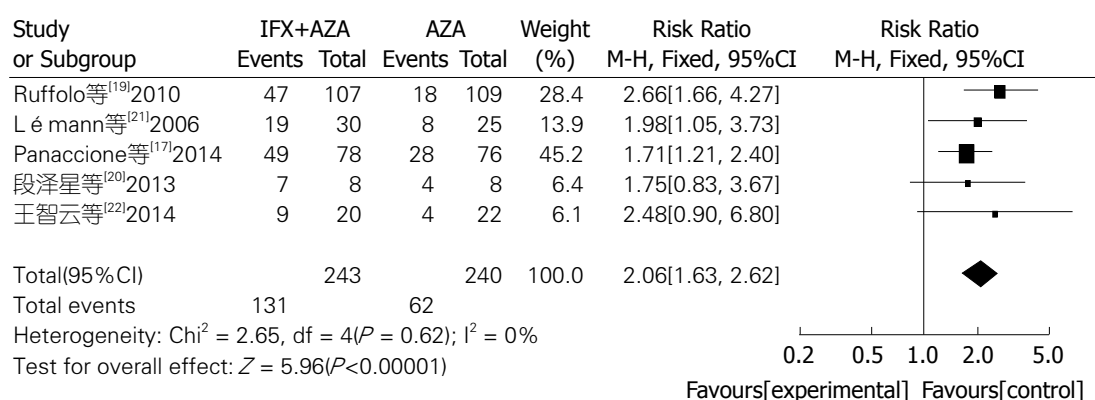 Study IFX+AZA AZA Weight Risk Ratio Risk Ratio
or Subgroup Events Total Events Total (%) M-H, Fixed, 95%CI M-H, Fixed, 95%CI
Ruffolo等[19]2010 47 107 18 109 28.4 2.66[1.66, 4.27]
L é mann等[21]2006 19 30 8 25 13.9 1.98[1.05, 3.73]
Panaccione等[17]2014 49 78 28 76 45.2 1.71[1.21, 2.40]
段泽星等[20]2013 7 8 4 8 6.4 1.75[0.83, 3.67]
王智云等[22]2014 9 20 4 22 6.1 2.48[0.90, 6.80]
Total(95%CI) 243 240 100.0 2.06[1.63, 2.62]
Total events 131 62
Heterogeneity: Chi² = 2.65, df = 4(P = 0.62); I² = 0%
Test for overall effect: Z = 5.96(P<0.00001)
0.2 0.5 1.0 2.0 5.0
Favours[experimental] Favours[control]